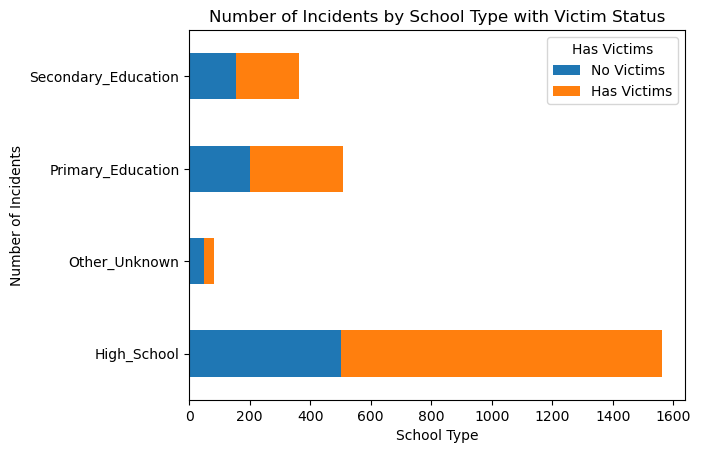 Number of Incidents by School Type with Victim Status
Has Victims
No Victims
Has Victims
Number of Incidents
Secondary_Education
Primary_Education
Other_Unknown
High_School
0 200 400 600 800 1000 1200 1400 1600
School Type